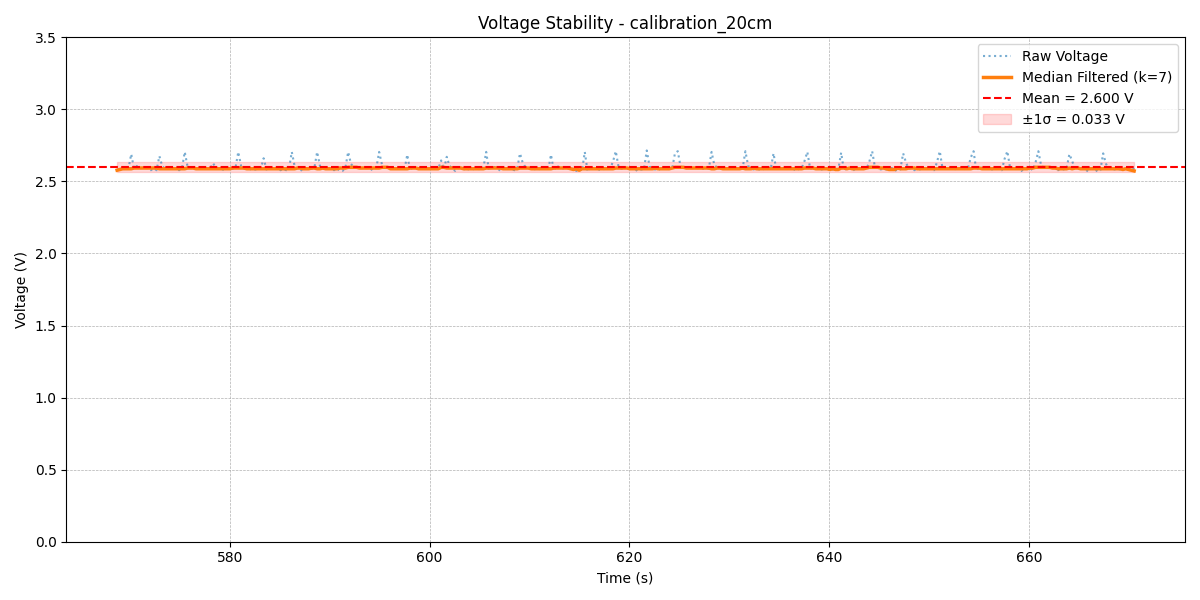 Voltage Stability - calibration_20cm
Raw Voltage
Median Filtered (k=7)
Mean = 2.600 V
±1σ = 0.033 V
Voltage (V)
3.5
3.0
2.5
2.0
1.5
1.0
0.5
0.0
580 600 620 640 660
Time (s)